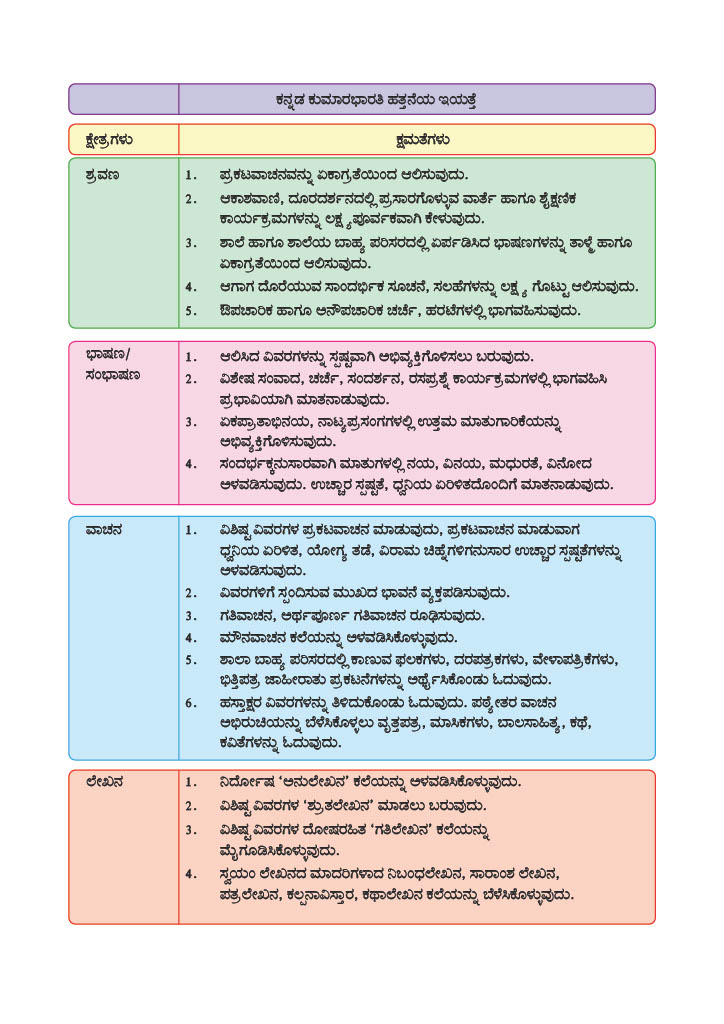 ಕನ್ನಡ ಕುಮಾರಭಾರತಿ ಹತ್ತನೆಯ ಇಯತ್ತೆ
ಕ್ಷೇತ್ರಗಳು ಕ್ಷಮತೆಗಳು
ಶ್ರವಣ 1. ಪ್ರಕಟವಾಚನವನ್ನು ಏಕಾಗ್ರತೆಯಿಂದ ಆಲಿಸುವುದು.
2. ಆಕಾಶವಾಣಿ, ದೂರದರ್ಶನದಲ್ಲಿ ಪ್ರಸಾರಗೊಳ್ಳುವ ವಾರ್ತೆ ಹಾಗೂ ಶೈಕ್ಷಣಿಕ
ಕಾರ್ಯಕ್ರಮಗಳನ್ನು ಲಕ್ಷ್ಯಪೂರ್ವಕವಾಗಿ ಕೇಳುವುದು.
3. ಶಾಲೆ ಹಾಗೂ ಶಾಲೆಯ ಬಾಹ್ಯ ಪರಿಸರದಲ್ಲಿ ಏರ್ಪಡಿಸಿದ ಭಾಷಣಗಳನ್ನು ತಾಳ್ಮೆ ಹಾಗೂ
ಏಕಾಗ್ರತೆಯಿಂದ ಆಲಿಸುವುದು.
4. ಆಗಾಗ ದೊರೆಯುವ ಸಾಂದರ್ಭಿಕ ಸೂಚನೆ, ಸಲಹೆಗಳನ್ನು ಲಕ್ಷ್ಯ ಗೊಟ್ಟು ಆಲಿಸುವುದು.
5. ಔಪಚಾರಿಕ ಹಾಗೂ ಅನೌಪಚಾರಿಕ ಚರ್ಚೆ, ಹರಟೆಗಳಲ್ಲಿ ಭಾಗವಹಿಸುವುದು.
ಭಾಷಣ/ 1. ಆಲಿಸಿದ ವಿವರಗಳನ್ನು ಸ್ಪಷ್ಟವಾಗಿ ಅಭಿವ್ಯಕ್ತಿಗೊಳಿಸಲು ಬರುವುದು.
ಸಂಭಾಷಣ 2. ವಿಶೇಷ ಸಂವಾದ, ಚರ್ಚೆ, ಸಂದರ್ಶನ, ರಸಪ್ರಶ್ನೆ ಕಾರ್ಯಕ್ರಮಗಳಲ್ಲಿ ಭಾಗವಹಿಸಿ
ಪ್ರಭಾವಿಯಾಗಿ ಮಾತನಾಡುವುದು.
3. ಏಕಪ್ರಾತಾಭಿನಯ, ನಾಟ್ಯಪ್ರಸಂಗಗಳಲ್ಲಿ ಉತ್ತಮ ಮಾತುಗಾರಿಕೆಯನ್ನು
ಅಭಿವ್ಯಕ್ತಿಗೊಳಿಸುವುದು.
4. ಸಂದರ್ಭಕ್ಕನುಸಾರವಾಗಿ ಮಾತುಗಳಲ್ಲಿ ನಯ, ವಿನಯ, ಮಧುರತೆ, ವಿನೋದ
ಅಳವಡಿಸುವುದು. ಉಚ್ಚಾರ ಸ್ಪಷ್ಟತೆ, ಧ್ವನಿಯ ಏರಿಳಿತದೊಂದಿಗೆ ಮಾತನಾಡುವುದು.
ವಾಚನ 1. ವಿಶಿಷ್ಟ ವಿವರಗಳ ಪ್ರಕಟವಾಚನ ಮಾಡುವುದು, ಪ್ರಕಟವಾಚನ ಮಾಡುವಾಗ
ಧ್ವನಿಯ ಏರಿಳಿತ, ಯೋಗ್ಯ ತಡೆ, ವಿರಾಮ ಚಿಹ್ನೆಗಳಿಗನುಸಾರ ಉಚ್ಚಾರ ಸ್ಪಷ್ಟತೆಗಳನ್ನು
ಅಳವಡಿಸುವುದು.
2. ವಿವರಗಳಿಗೆ ಸ್ಪಂದಿಸುವ ಮುಖದ ಭಾವನೆ ವ್ಯಕ್ತಪಡಿಸುವುದು.
3. ಗತಿವಾಚನ, ಅರ್ಥಪೂರ್ಣ ಗತಿವಾಚನ ರೂಢಿಸುವುದು.
4. ಮೌನವಾಚನ ಕಲೆಯನ್ನು ಅಳವಡಿಸಿಕೊಳ್ಳುವುದು.
5. ಶಾಲಾ ಬಾಹ್ಯ ಪರಿಸರದಲ್ಲಿ ಕಾಣುವ ಫಲಕಗಳು, ದರಪತ್ರಕಗಳು, ವೇಳಾಪತ್ರಿಕೆಗಳು,
ಭಿತ್ತಿಪತ್ರ ಜಾಹೀರಾತು ಪ್ರಕಟನೆಗಳನ್ನು ಅರ್ಥೈಸಿಕೊಂಡು ಓದುವುದು.
6. ಹಸ್ತಾಕ್ಷರ ವಿವರಗಳನ್ನು ತಿಳಿದುಕೊಂಡು ಓದುವುದು. ಪಠ್ಯೇತರ ವಾಚನ
ಅಭಿರುಚಿಯನ್ನು ಬೆಳೆಸಿಕೊಳ್ಳಲು ವೃತ್ತಪತ್ರ, ಮಾಸಿಕಗಳು, ಬಾಲಸಾಹಿತ್ಯ, ಕಥೆ,
ಕವಿತೆಗಳನ್ನು ಓದುವುದು.
ಲೇಖನ 1. ನಿರ್ದೋಷ ‘ಅನುಲೇಖನ’ ಕಲೆಯನ್ನು ಅಳವಡಿಸಿಕೊಳ್ಳುವುದು.
2. ವಿಶಿಷ್ಟ ವಿವರಗಳ ‘ಶ್ರುತಲೇಖನ’ ಮಾಡಲು ಬರುವುದು.
3. ವಿಶಿಷ್ಟ ವಿವರಗಳ ದೋಷರಹಿತ ‘ಗತಿಲೇಖನ’ ಕಲೆಯನ್ನು
ಮೈಗೂಡಿಸಿಕೊಳ್ಳುವುದು.
4. ಸ್ವಯಂ ಲೇಖನದ ಮಾದರಿಗಳಾದ ನಿಬಂಧಲೇಖನ, ಸಾರಾಂಶ ಲೇಖನ,
ಪತ್ರಲೇಖನ, ಕಲ್ಪನಾವಿಸ್ತಾರ, ಕಥಾಲೇಖನ ಕಲೆಯನ್ನು ಬೆಳೆಸಿಕೊಳ್ಳುವುದು.